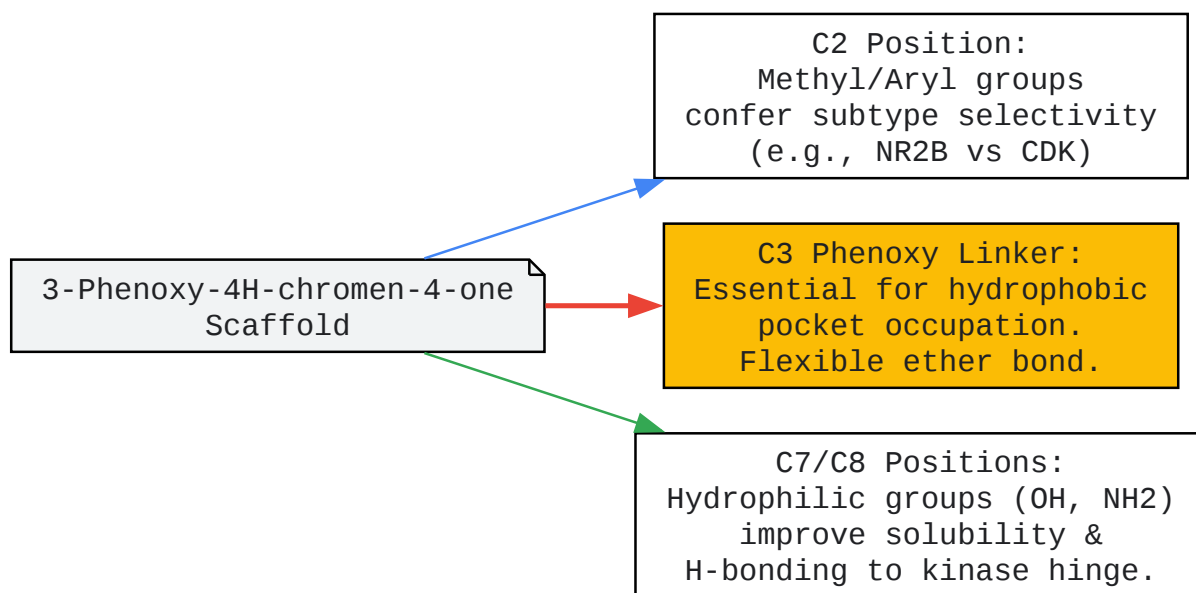 C2 Position:
Methyl/Aryl groups
confer subtype selectivity
(e.g., NR2B vs CDK)
3-Phenoxy-4H-chromen-4-one
Scaffold
C3 Phenoxy Linker:
Essential for hydrophobic
pocket occupation.
Flexible ether bond.
C7/C8 Positions:
Hydrophilic groups (OH, NH2)
improve solubility &
H-bonding to kinase hinge.